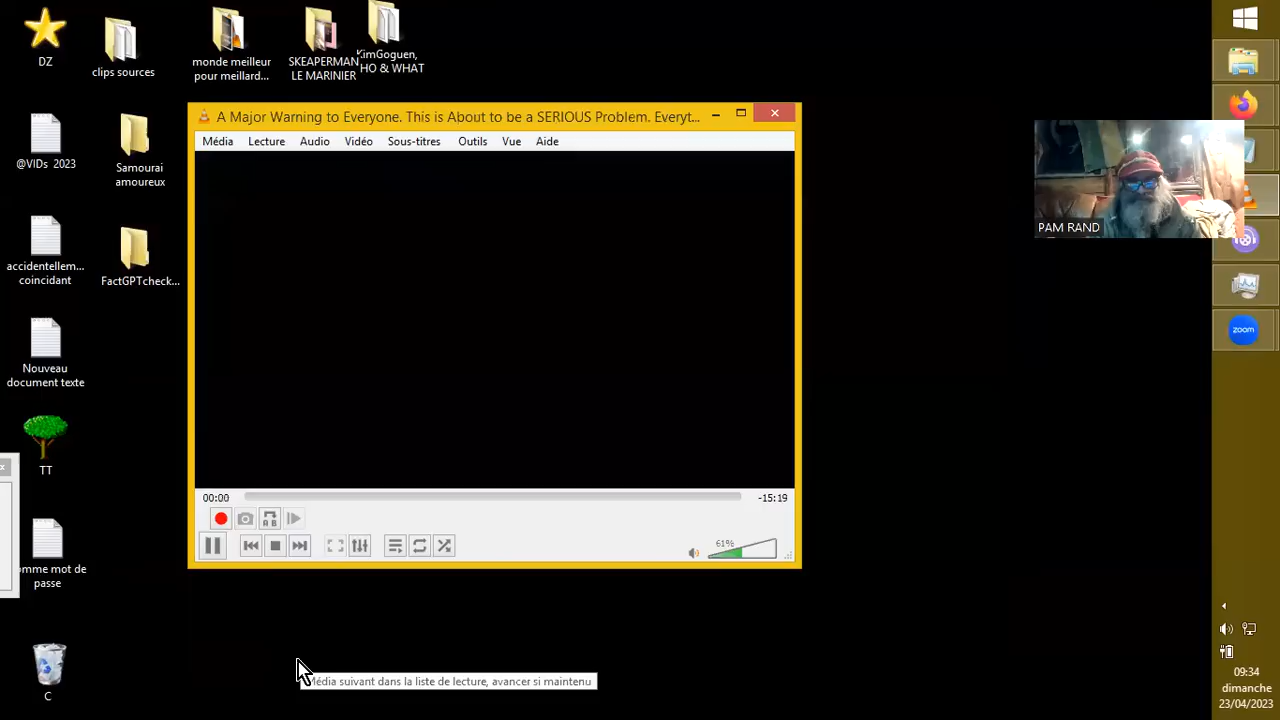 DZ
clips sources
monde meilleur
pour meillard...
SKEAPERMAN
LE MARINIER
KimGoguen,
HO & WHAT
@VIDs 2023
Samourai
amoureux
accidentellem...
coincidant
FactGPTcheck...
Nouveau
document texte
TT
omme mot de
passe
C
A Major Warning to Everyone. This is About to be a SERIOUS Problem. Everyt...
Média Lecture Audio Vidéo Sous-titres Outils Vue Aide
00:00
-15:19
61%
Média suivant dans la liste de lecture, avancer si maintenu
PAM RAND
zoom
09:34
dimanche
23/04/2023